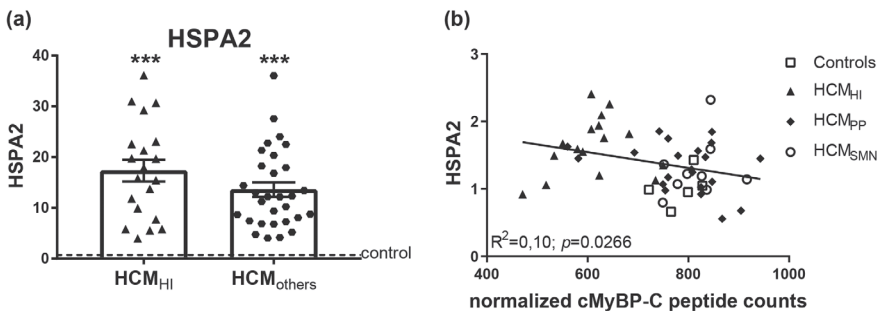 (a)
HSPA2
***
***
40
30
20
10
0
HSPA2
control
HCMHI
HCMothers
(b)
3
2
1
0
HSPA2
R2=0,10; p=0.0266
400
600
800
1000
normalized cMyBP-C peptide counts
Controls
HCMHI
HCMPP
HCMSMN